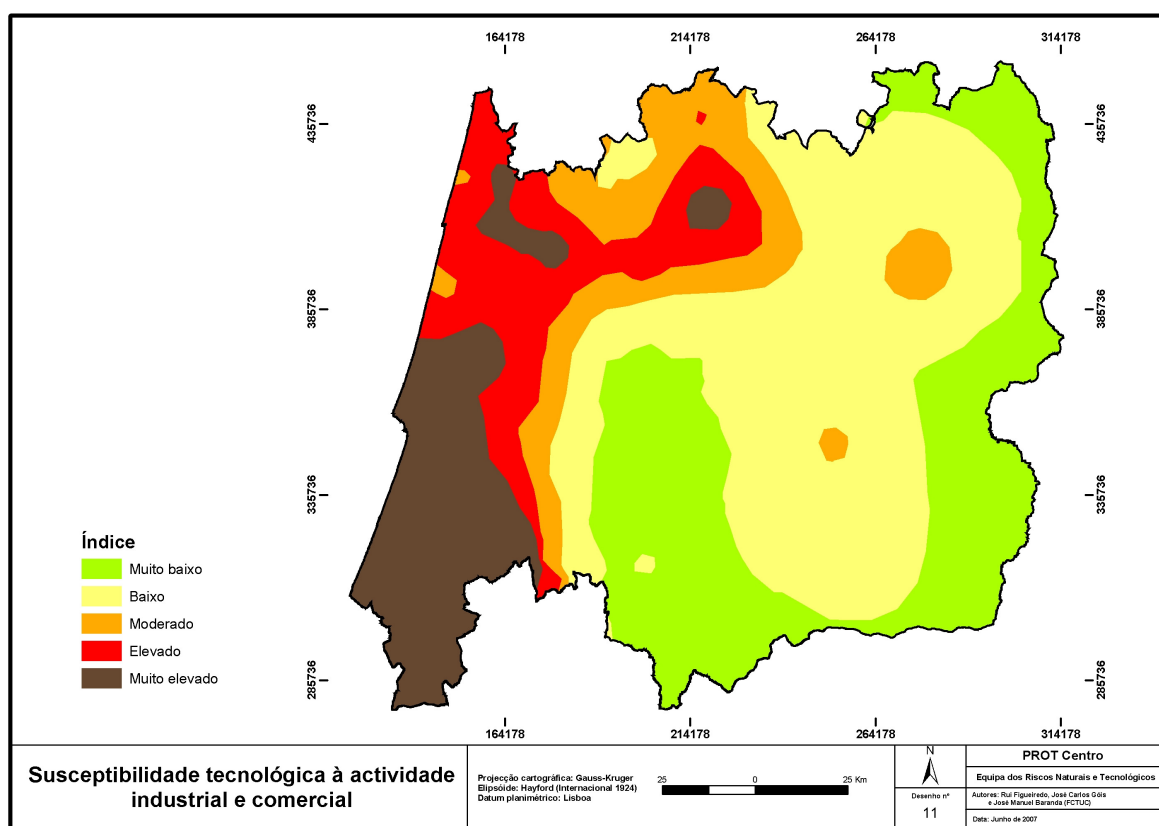 164178
214178
264178
314178
435736
435736
385736
385736
335736
335736
285736
285736
164178
214178
264178
314178
Índice
Muito baixo
Baixo
Moderado
Elevado
Muito elevado
Susceptibilidade tecnológica à actividade
industrial e comercial
Projecção cartográfica: Gauss-Kruger
Elipsóide: Hayford (Internacional 1924)
Datum planimétrico: Lisboa
25 0 25 Km
N
Desenho nº
11
PROT Centro
Equipa dos Riscos Naturais e Tecnológicos
Autores: Rui Figueiredo, José Carlos Góis
e José Manuel Baranda (FCTUC)
Data: Junho de 2007